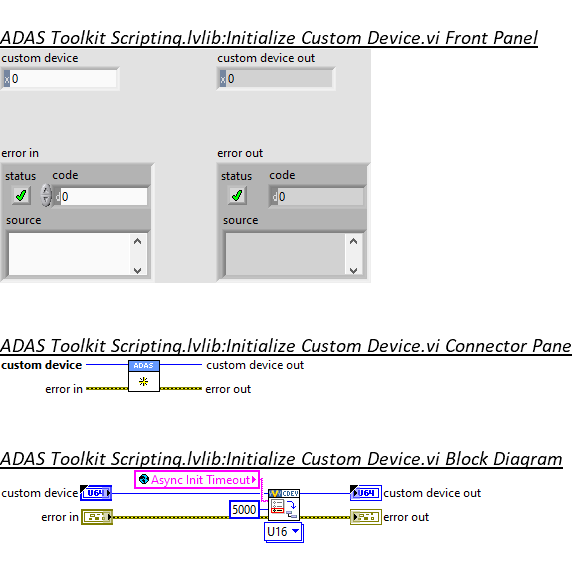 ADAS Toolkit Scripting.lvlib:Initialize Custom Device.vi Front Panel
custom device
custom device out
x 0
x 0
error in
error out
status code
status code
d 0
d 0
source
source
ADAS Toolkit Scripting.lvlib:Initialize Custom Device.vi Connector Pane
custom device ADAS custom device out
error in error out
ADAS Toolkit Scripting.lvlib:Initialize Custom Device.vi Block Diagram
Async Init Timeout
custom device U64 CDEV U64 custom device out
5000
error in error out
U16